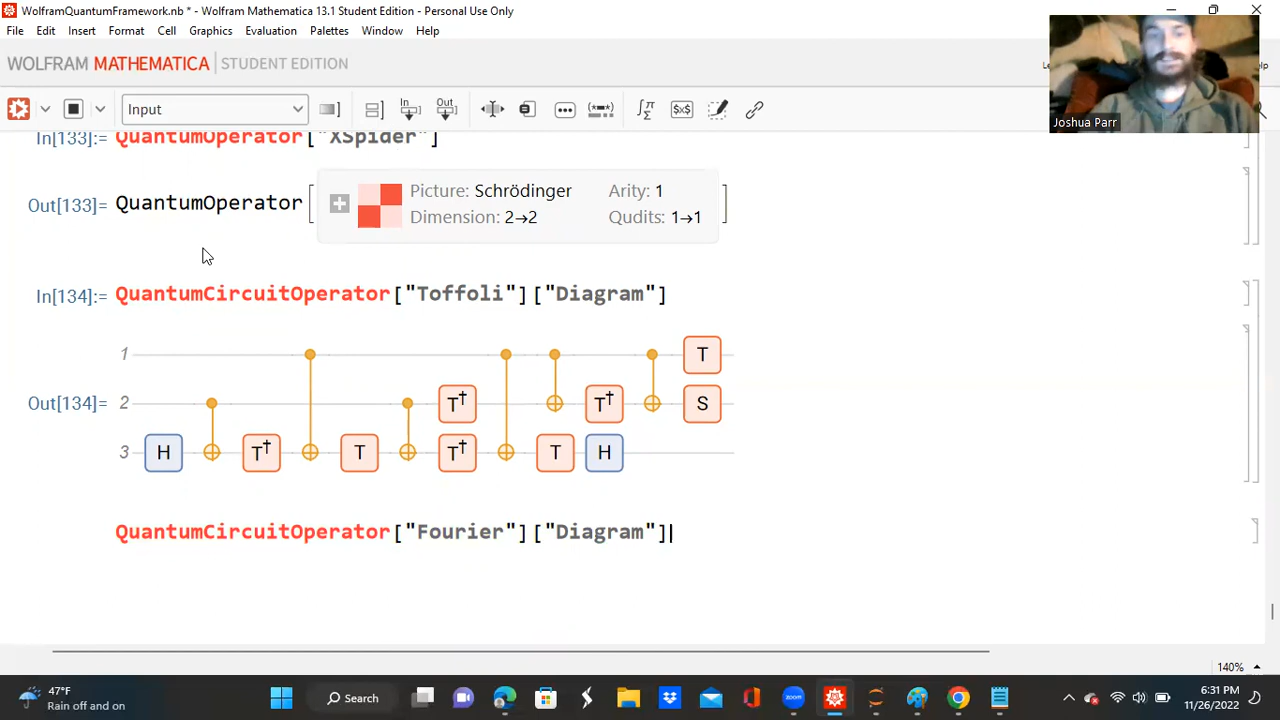 WolframQuantumFramework.nb * - Wolfram Mathematica 13.1 Student Edition - Personal Use Only
File Edit Insert Format Cell Graphics Evaluation Palettes Window Help
WOLFRAM MATHEMATICA STUDENT EDITION
Joshua Parr
Input
In[133]:= QuantumOperator["XSpider"]
Out[133]= QuantumOperator[ Picture: Schrödinger Arity: 1 ]
Dimension: 2→2 Qudits: 1→1
In[134]:= QuantumCircuitOperator["Toffoli"]["Diagram"]
1 T
Out[134]= 2 T† T† S
3 H T† T T† T H
QuantumCircuitOperator["Fourier"]["Diagram"]
140%
47°F
Rain off and on
Search
6:31 PM
11/26/2022